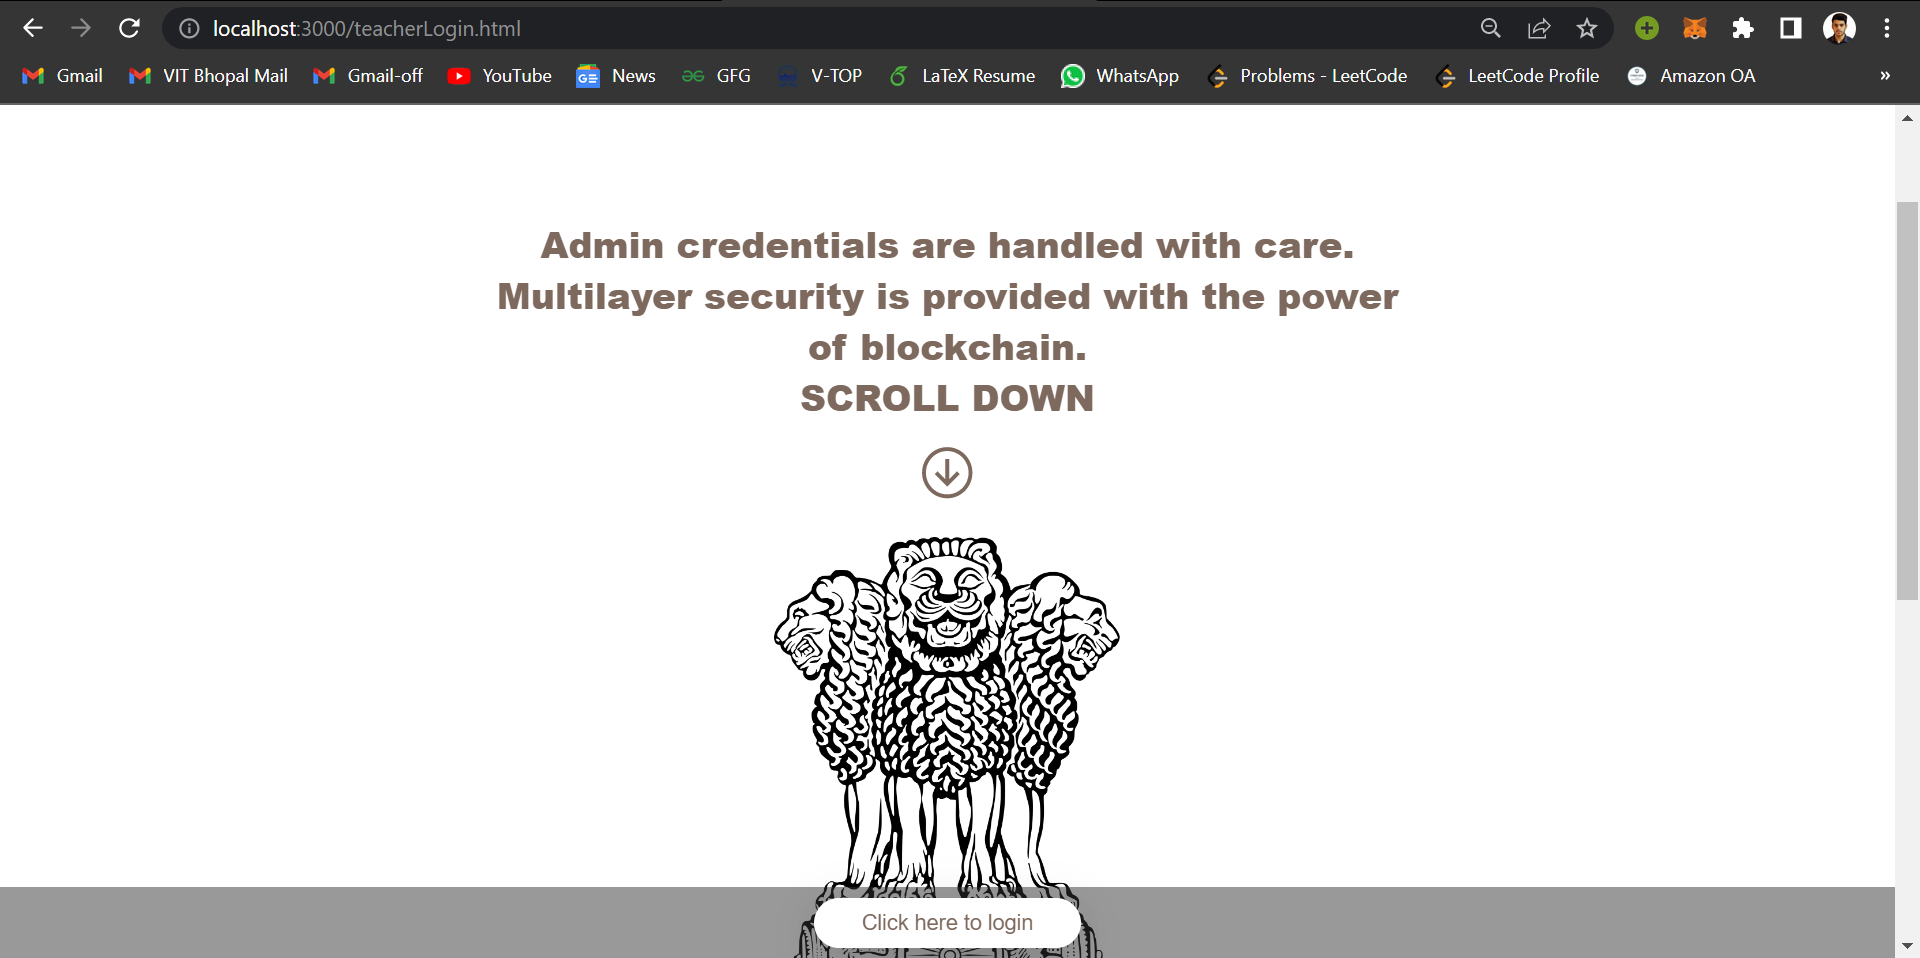 localhost:3000/teacherLogin.html
Gmail VIT Bhopal Mail Gmail-off YouTube News GFG V-TOP LaTeX Resume WhatsApp Problems - LeetCode LeetCode Profile Amazon OA »
Admin credentials are handled with care.
Multilayer security is provided with the power
of blockchain.
SCROLL DOWN
Click here to login